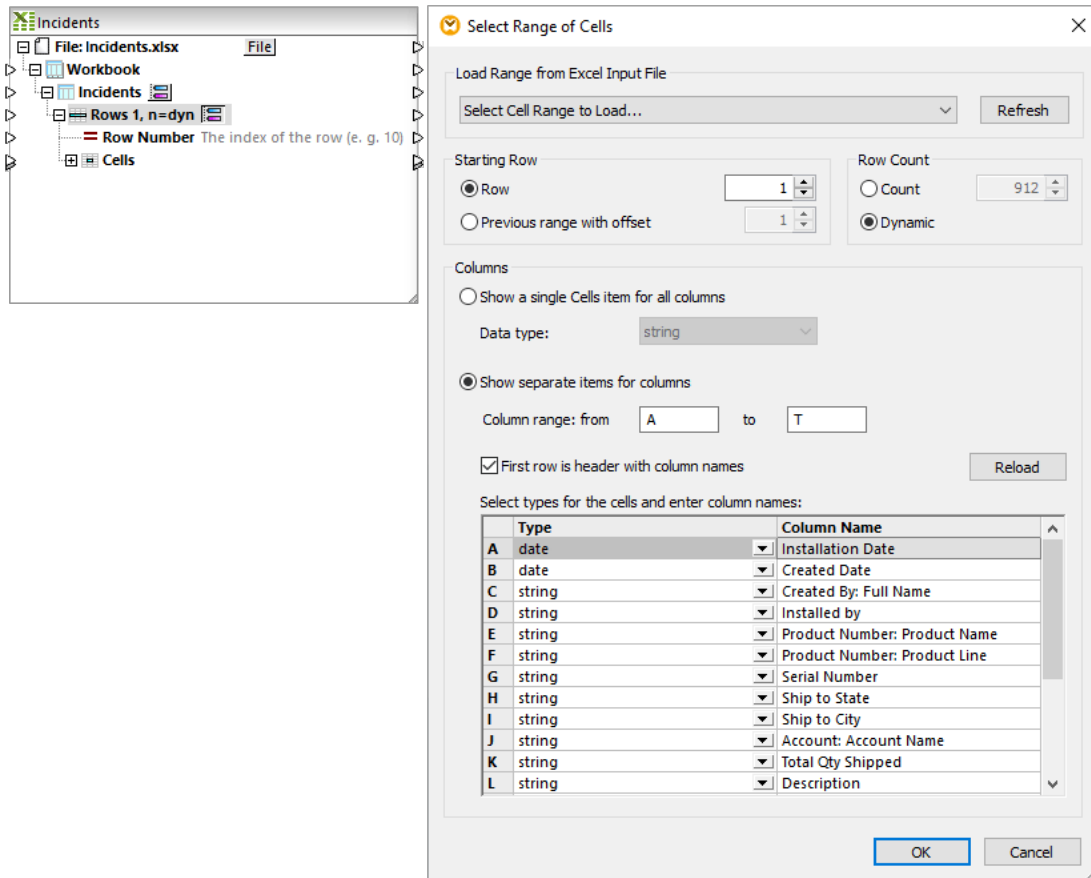 Incidents
File: Incidents.xlsx File
Workbook
Incidents
Rows 1, n=dyn
Row Number The index of the row (e. g. 10)
Cells
Select Range of Cells
Load Range from Excel Input File
Select Cell Range to Load...
Refresh
Starting Row
Row 1
Previous range with offset 1
Row Count
Count 912
Dynamic
Columns
Show a single Cells item for all columns
Data type: string
Show separate items for columns
Column range: from A to T
First row is header with column names
Reload
Select types for the cells and enter column names:
Type Column Name
A date Installation Date
B date Created Date
C string Created By: Full Name
D string Installed by
E string Product Number: Product Name
F string Product Number: Product Line
G string Serial Number
H string Ship to State
I string Ship to City
J string Account: Account Name
K string Total Qty Shipped
L string Description
OK Cancel